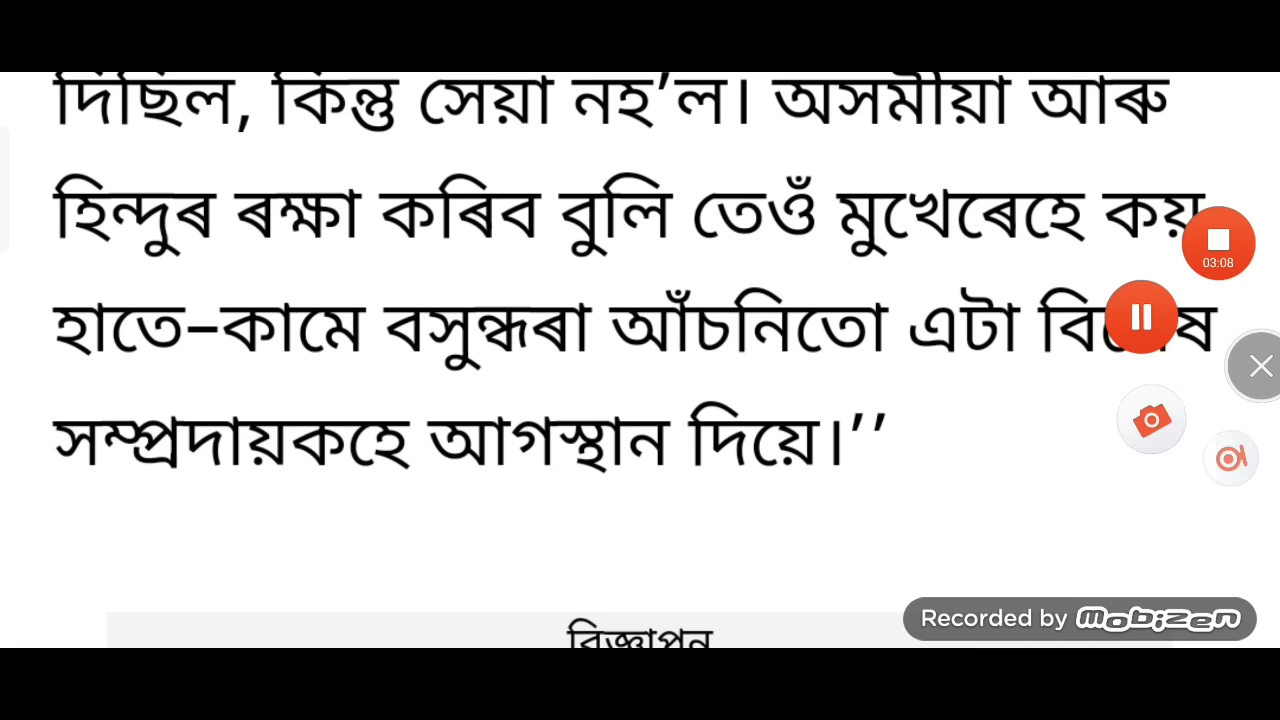 দিছিল, কিন্তু সেয়া নহ’ল। অসমীয়া আৰু
হিন্দুৰ ৰক্ষা কৰিব বুলি তেওঁ মুখেৰেহে কয়
03:08
হাতে–কামে বসুন্ধৰা আঁচনিতো এটা
সম্প্ৰদায়কহে আগস্থান দিয়ে।’’
Recorded by mobizen
বিজ্ঞাপন